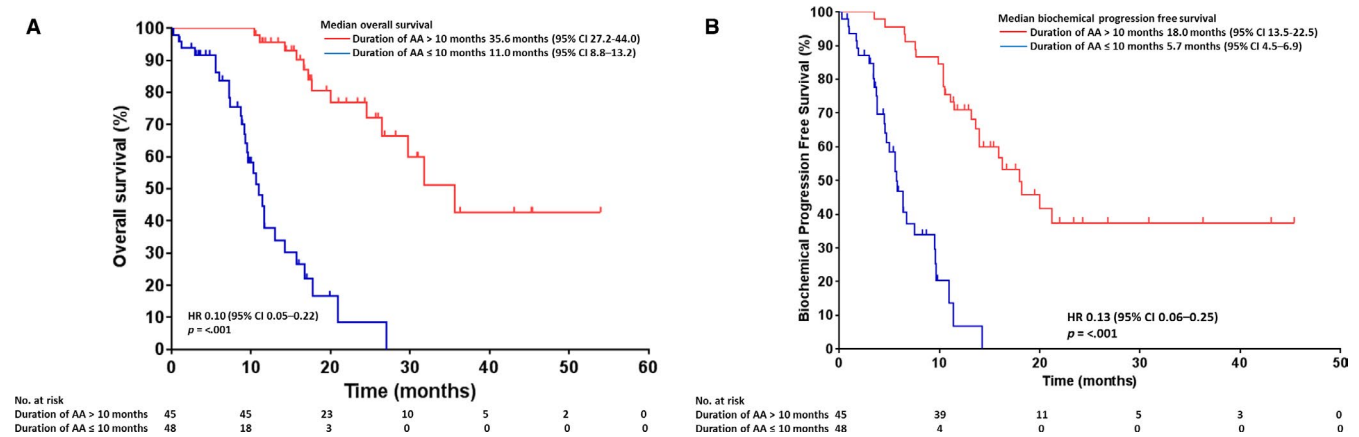 A
Median overall survival
Duration of AA > 10 months 35.6 months (95% CI 27.2-44.0)
Duration of AA ≤ 10 months 11.0 months (95% CI 8.8–13.2)
Overall survival (%)
100
90
80
70
60
50
40
30
20
10
0
HR 0.10 (95% CI 0.05–0.22)
p = <.001
0 10 20 30 40 50 60
Time (months)
No. at risk
Duration of AA > 10 months 45 45 23 10 5 2 0
Duration of AA ≤ 10 months 48 18 3 0 0 0 0
B
Median biochemical progression free survival
Duration of AA > 10 months 18.0 months (95% CI 13.5-22.5)
Duration of AA ≤ 10 months 5.7 months (95% CI 4.5–6.9)
Biochemical Progression Free Survival (%)
100
90
80
70
60
50
40
30
20
10
0
HR 0.13 (95% CI 0.06–0.25)
p = <.001
0 10 20 30 40 50
Time (months)
No. at risk
Duration of AA > 10 months 45 39 11 5 3 0
Duration of AA ≤ 10 months 48 4 0 0 0 0